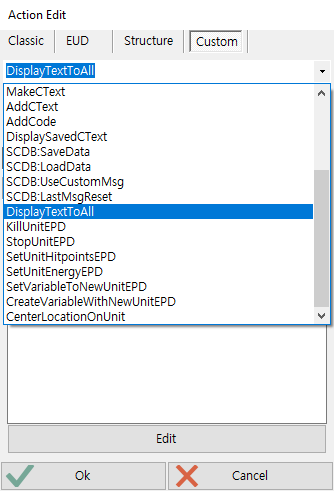 Action Edit
Classic EUD Structure Custom
DisplayTextToAll
MakeCText
AddCText
AddCode
DisplaySavedCText
SCDB:SaveData
SCDB:LoadData
SCDB:UseCustomMsg
SCDB:LastMsgReset
DisplayTextToAll
KillUnitEPD
StopUnitEPD
SetUnitHitpointsEPD
SetUnitEnergyEPD
SetVariableToNewUnitEPD
CreateVariableWithNewUnitEPD
CenterLocationOnUnit
Edit
Ok Cancel